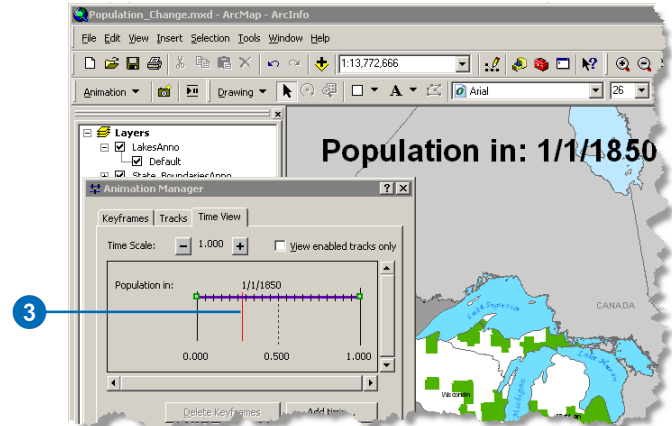 Population_Change.mxd - ArcMap - ArcInfo
File Edit View Insert Selection Tools Window Help
1:13,772,666
Animation
Drawing
A
Arial
26
Layers
LakesAnno
Default
State_BoundariesAnno
Population in: 1/1/1850
Animation Manager
Keyframes Tracks Time View
Time Scale: 1.000
View enabled tracks only
Population in: 1/1/1850
3
0.000 0.500 1.000
Delete Keyframes
CANADA
Lake Superior
Lake Huron
Michigan
Wisconsin